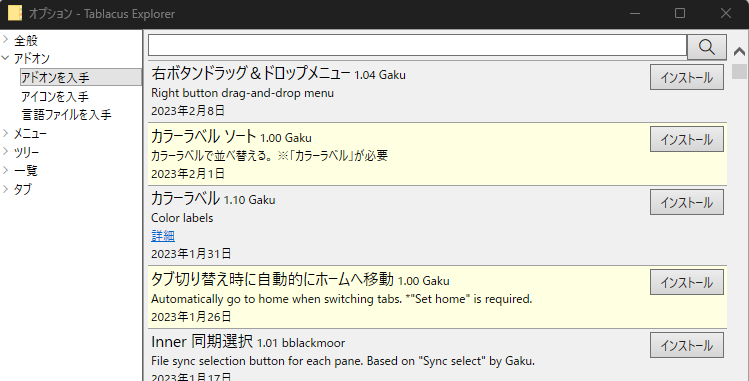 オプション - Tablacus Explorer
全般
アドオン
アドオンを入手
アイコンを入手
言語ファイルを入手
メニュー
ツリー
一覧
タブ
右ボタンドラッグ＆ドロップメニュー 1.04 Gaku
インストール
Right button drag-and-drop menu
2023年2月8日
カラーラベル ソート 1.00 Gaku
インストール
カラーラベルで並べ替える。※「カラーラベル」が必要
2023年2月1日
カラーラベル 1.10 Gaku
インストール
Color labels
詳細
2023年1月31日
タブ切り替え時に自動的にホームへ移動 1.00 Gaku
インストール
Automatically go to home when switching tabs. *"Set home" is required.
2023年1月26日
Inner 同期選択 1.01 bblackmoor
インストール
File sync selection button for each pane. Based on "Sync select" by Gaku.
2023年1月17日